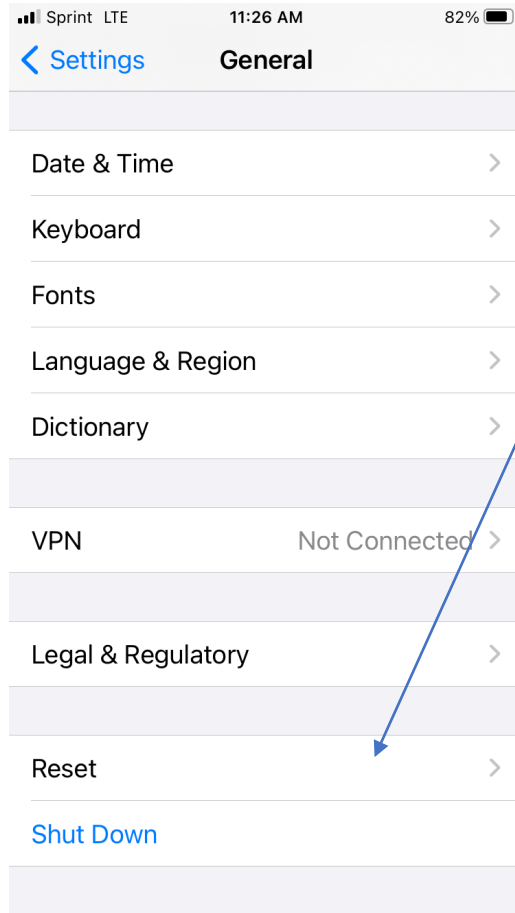 Sprint LTE 11:26 AM 82%
Settings General
Date & Time
Keyboard
Fonts
Language & Region
Dictionary
VPN Not Connected
Legal & Regulatory
Reset
Shut Down